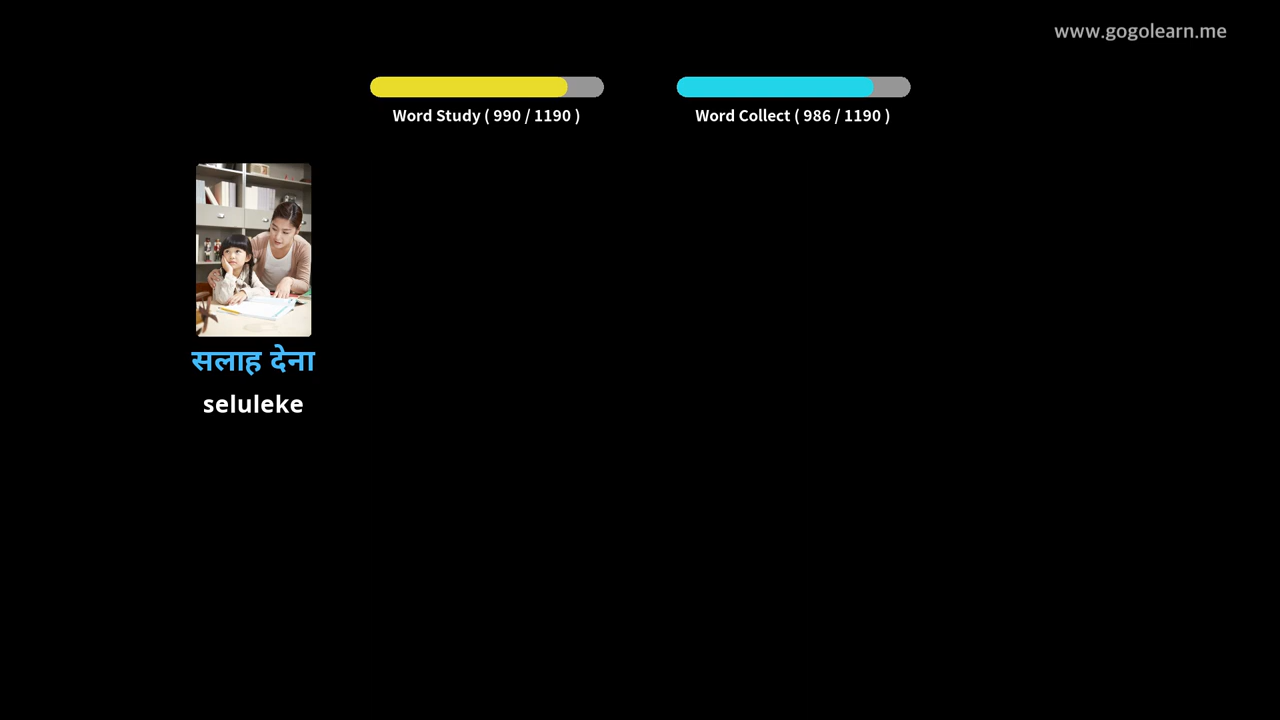 www.gogolearn.me
Word Study ( 990 / 1190 )
Word Collect ( 986 / 1190 )
सलाह देना
seluleke